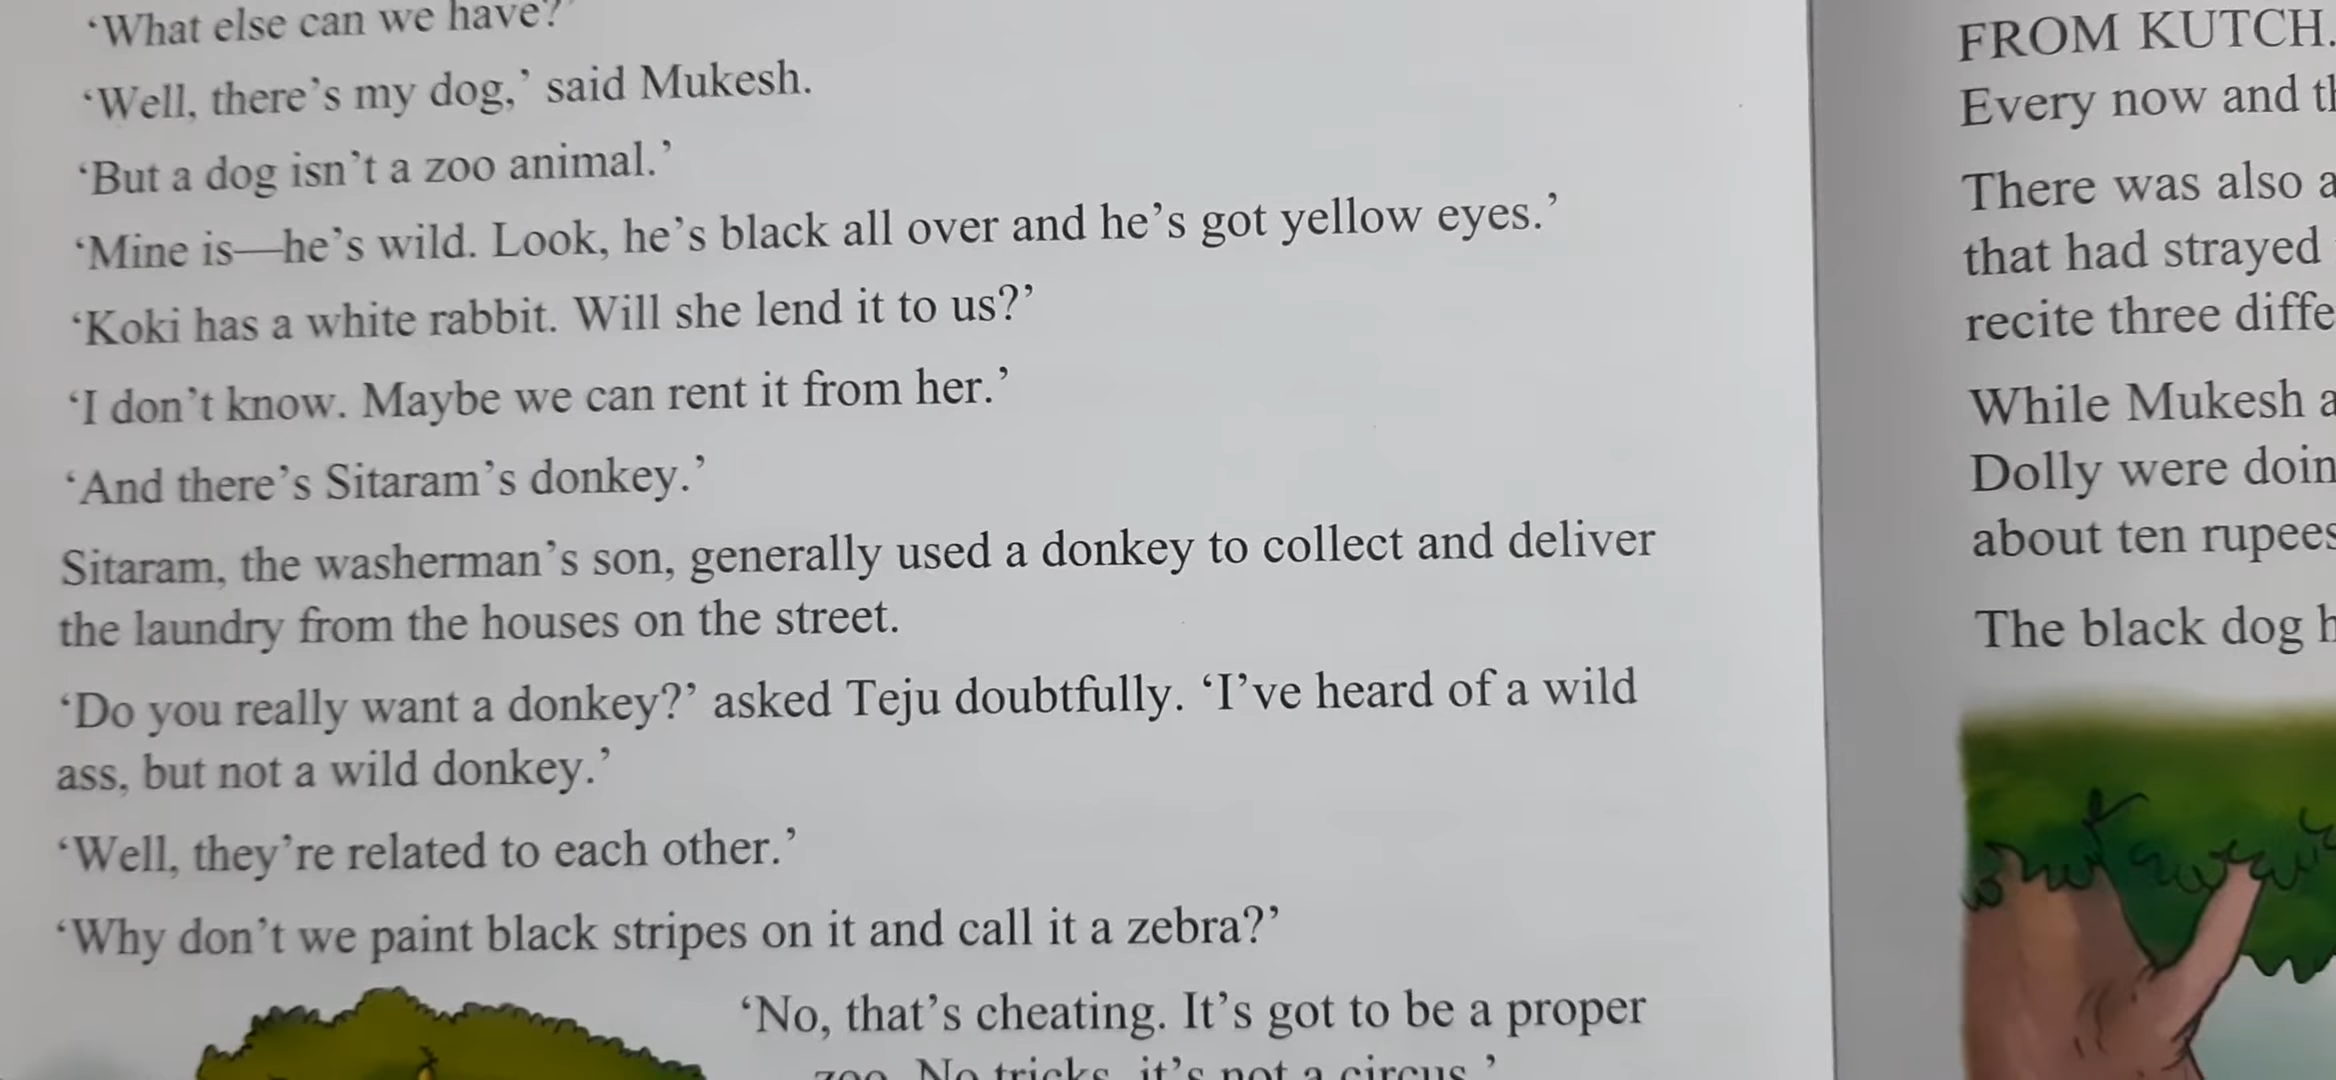 ‘What else can we have?’
‘Well, there’s my dog,’ said Mukesh.
‘But a dog isn’t a zoo animal.’
‘Mine is—he’s wild. Look, he’s black all over and he’s got yellow eyes.’
‘Koki has a white rabbit. Will she lend it to us?’
‘I don’t know. Maybe we can rent it from her.’
‘And there’s Sitaram’s donkey.’
Sitaram, the washerman’s son, generally used a donkey to collect and deliver
the laundry from the houses on the street.
‘Do you really want a donkey?’ asked Teju doubtfully. ‘I’ve heard of a wild
ass, but not a wild donkey.’
‘Well, they’re related to each other.’
‘Why don’t we paint black stripes on it and call it a zebra?’
‘No, that’s cheating. It’s got to be a proper
zoo. No tricks, it’s not a circus.’
FROM KUTCH.
Every now and
There was also
that had strayed
recite three
While Mukesh
Dolly were
about ten rupees
The black dog